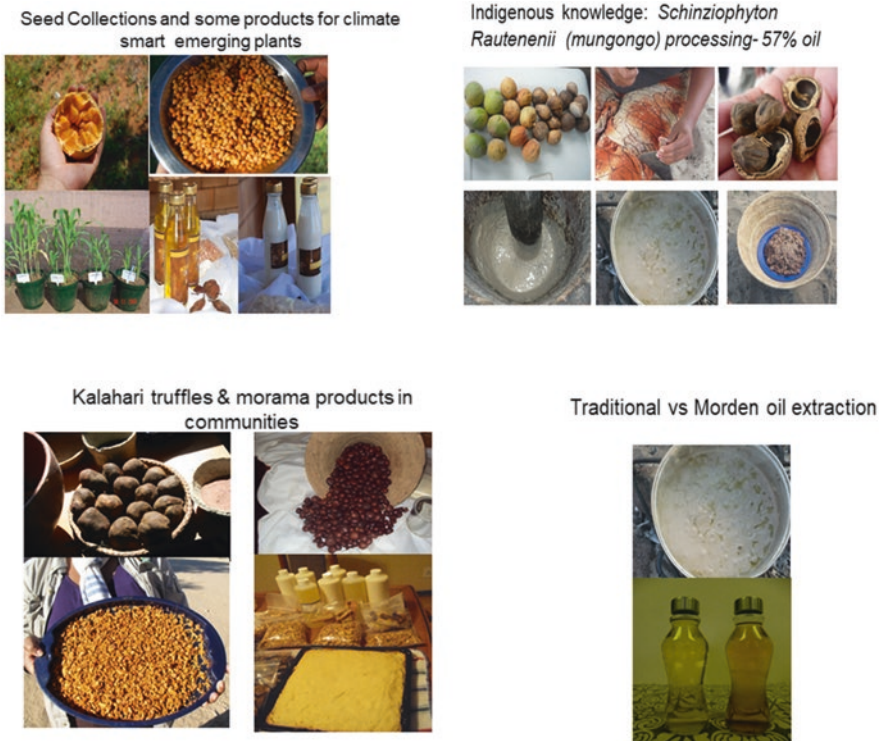 Seed Collections and some products for climate
smart emerging plants
Indigenous knowledge: Schinziophyton
Rautenenii (mungongo) processing- 57% oil
Kalahari truffles & morama products in
communities
Traditional vs Morden oil extraction